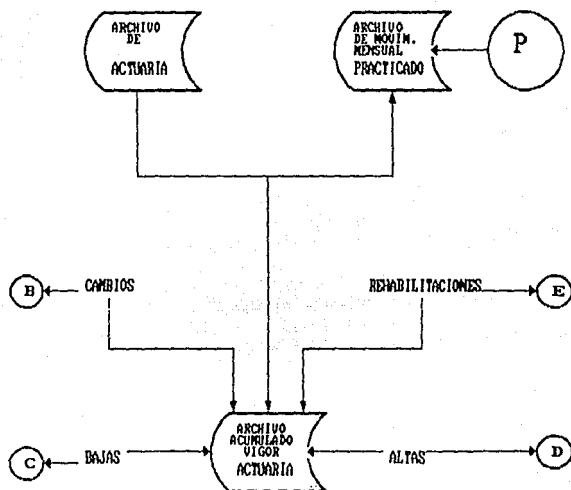 ARCHIVO
DE
ACTUARIA
ARCHIVO
DE MOVIM.
MENSUAL
PRACTICADO
P
B
CAMBIOS
REHABILITACIONES
E
ARCHIVO
ACUMULADO
VIGOR
ACTUARIA
C
BAJAS
ALTAS
D